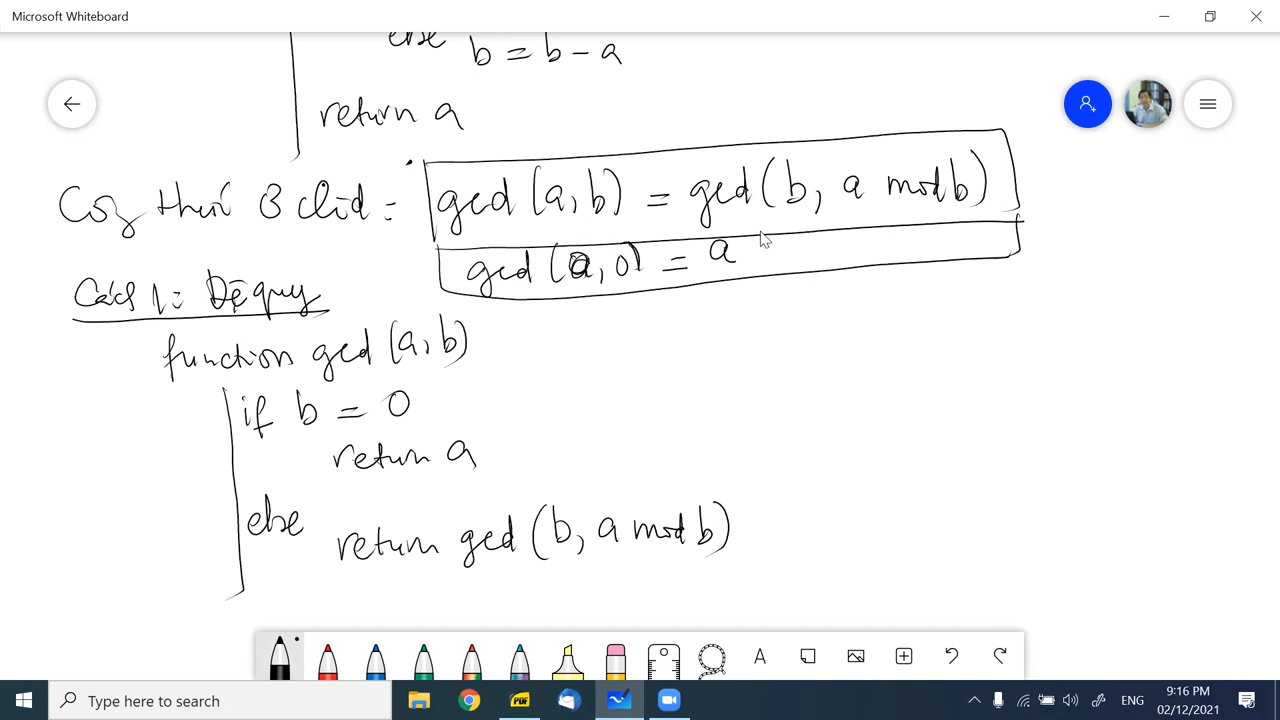 Microsoft Whiteboard
else b = b - a
return a
Công thức Ơclid: gcd(a,b) = gcd(b, a mod b)
gcd(a,0) = a
Cách 1: Đệ quy
function gcd(a,b)
if b = 0
return a
else return gcd(b, a mod b)
Type here to search
PDF
ENG
9:16 PM
02/12/2021